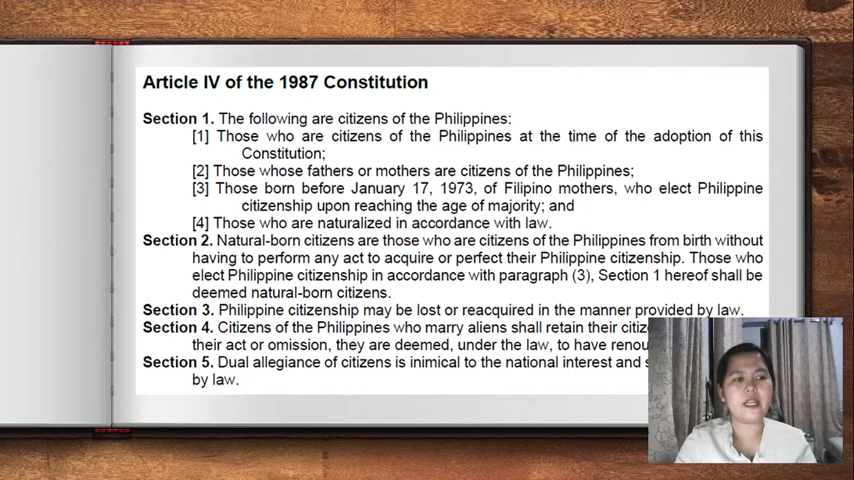 Article IV of the 1987 Constitution
Section 1. The following are citizens of the Philippines:
[1] Those who are citizens of the Philippines at the time of the adoption of this
Constitution;
[2] Those whose fathers or mothers are citizens of the Philippines;
[3] Those born before January 17, 1973, of Filipino mothers, who elect Philippine
citizenship upon reaching the age of majority; and
[4] Those who are naturalized in accordance with law.
Section 2. Natural-born citizens are those who are citizens of the Philippines from birth without
having to perform any act to acquire or perfect their Philippine citizenship. Those who
elect Philippine citizenship in accordance with paragraph (3), Section 1 hereof shall be
deemed natural-born citizens.
Section 3. Philippine citizenship may be lost or reacquired in the manner provided by law.
Section 4. Citizens of the Philippines who marry aliens shall retain their
their act or omission, they are deemed, under the law, to have
Section 5. Dual allegiance of citizens is inimical to the national interest and
by law.